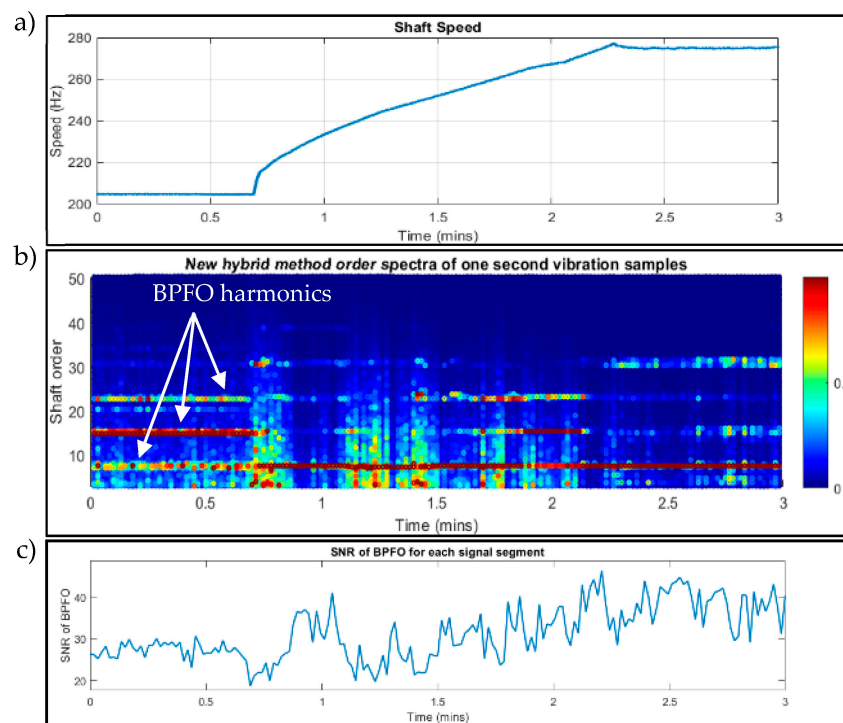 a)
Shaft Speed
280
260
240
220
200
Speed (Hz)
0 0.5 1 1.5 2 2.5 3
Time (mins)
b)
New hybrid method order spectra of one second vibration samples
BPFO harmonics
50
40
30
20
10
Shaft order
0 0.5 1 1.5 2 2.5 3
Time (mins)
0
c)
SNR of BPFO for each signal segment
40
30
20
SNR of BPFO
0 0.5 1 1.5 2 2.5 3
Time (mins)